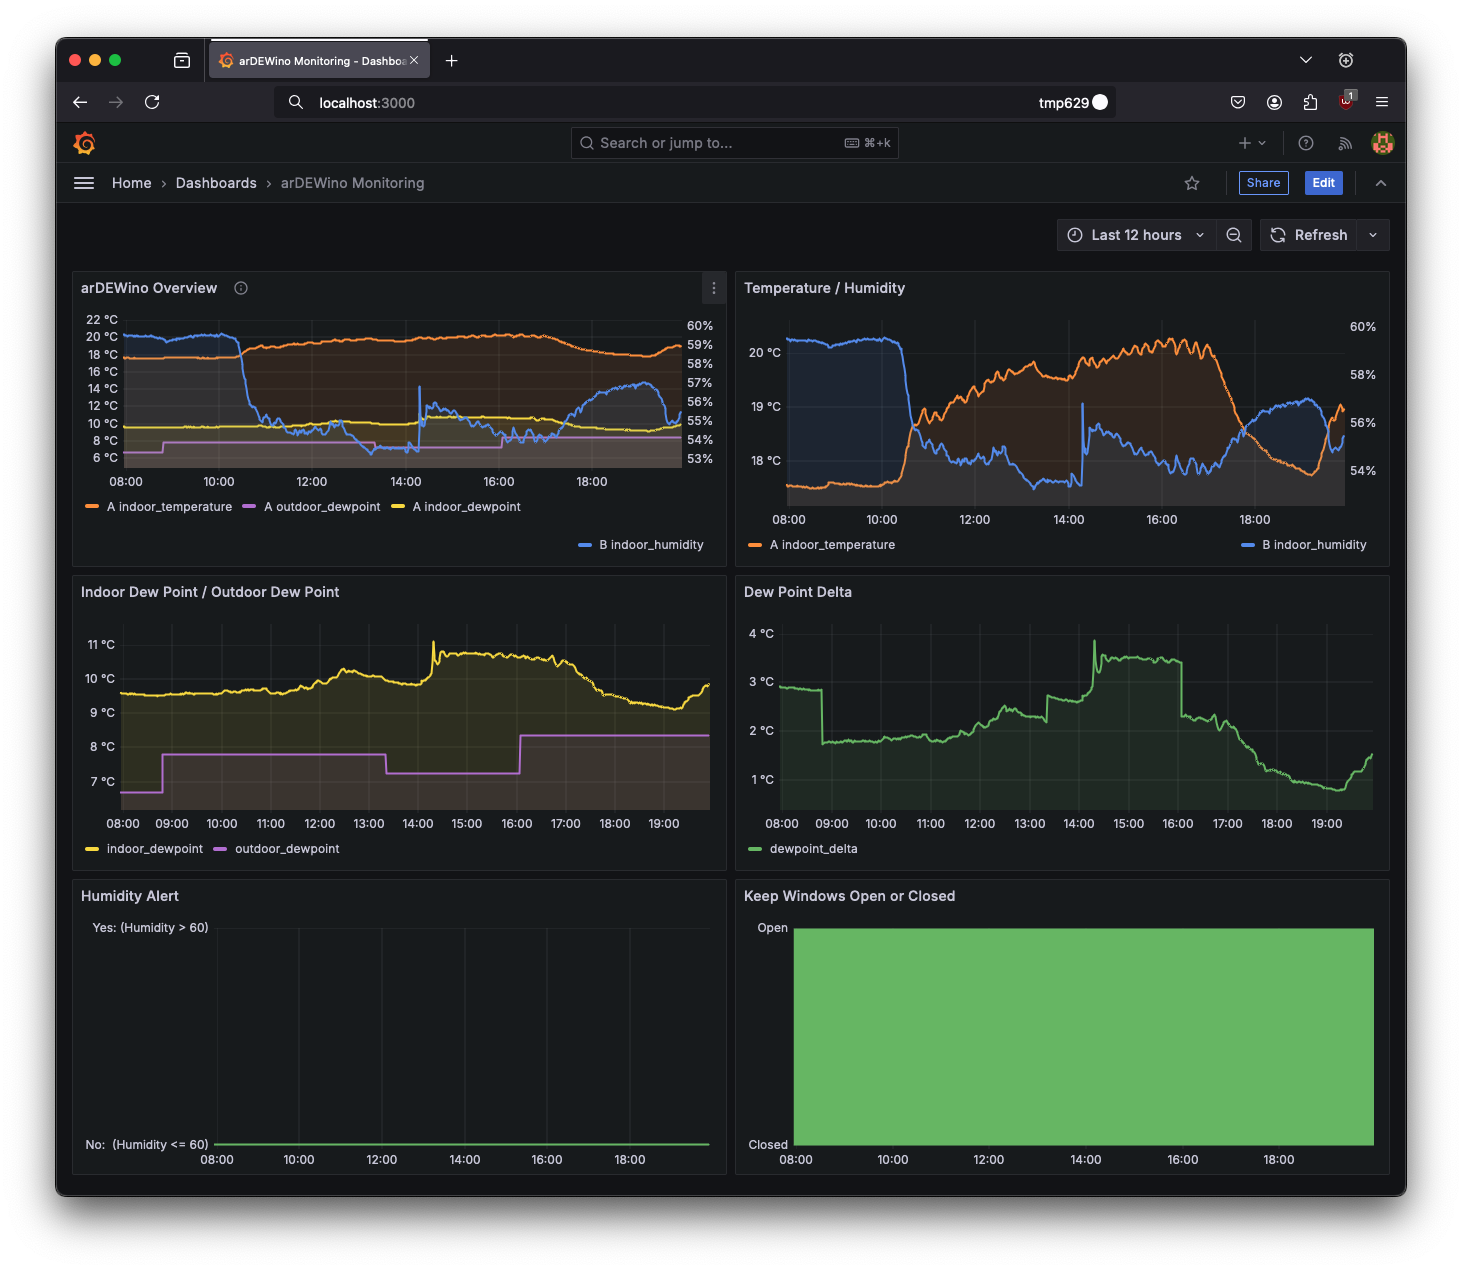 arDEWino Monitoring - Dashboa
localhost:3000
tmp629
1
Search or jump to...
⌘+k
Home › Dashboards › arDEWino Monitoring
Share
Edit
Last 12 hours
Refresh
arDEWino Overview
22 °C
20 °C
18 °C
16 °C
14 °C
12 °C
10 °C
8 °C
6 °C
60%
59%
58%
57%
56%
55%
54%
53%
08:00 10:00 12:00 14:00 16:00 18:00
A indoor_temperature A outdoor_dewpoint A indoor_dewpoint
B indoor_humidity
Temperature / Humidity
20 °C
19 °C
18 °C
60%
58%
56%
54%
08:00 10:00 12:00 14:00 16:00 18:00
A indoor_temperature B indoor_humidity
Indoor Dew Point / Outdoor Dew Point
11 °C
10 °C
9 °C
8 °C
7 °C
08:00 09:00 10:00 11:00 12:00 13:00 14:00 15:00 16:00 17:00 18:00 19:00
indoor_dewpoint outdoor_dewpoint
Dew Point Delta
4 °C
3 °C
2 °C
1 °C
08:00 09:00 10:00 11:00 12:00 13:00 14:00 15:00 16:00 17:00 18:00 19:00
dewpoint_delta
Humidity Alert
Yes: (Humidity > 60)
No: (Humidity <= 60)
08:00 10:00 12:00 14:00 16:00 18:00
Keep Windows Open or Closed
Open
Closed
08:00 10:00 12:00 14:00 16:00 18:00